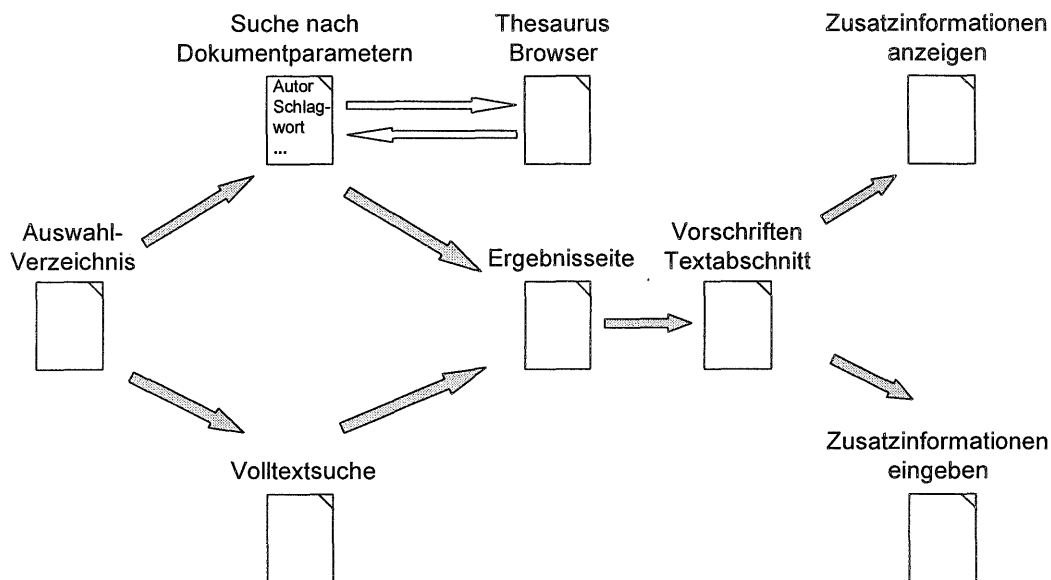 Suche nach
Dokumentparametern
Thesaurus
Browser
Zusatzinformationen
anzeigen
Autor
Schlag-
wort
...
Auswahl-
Verzeichnis
Ergebnisseite
Vorschriften
Textabschnitt
Volltextsuche
Zusatzinformationen
eingeben